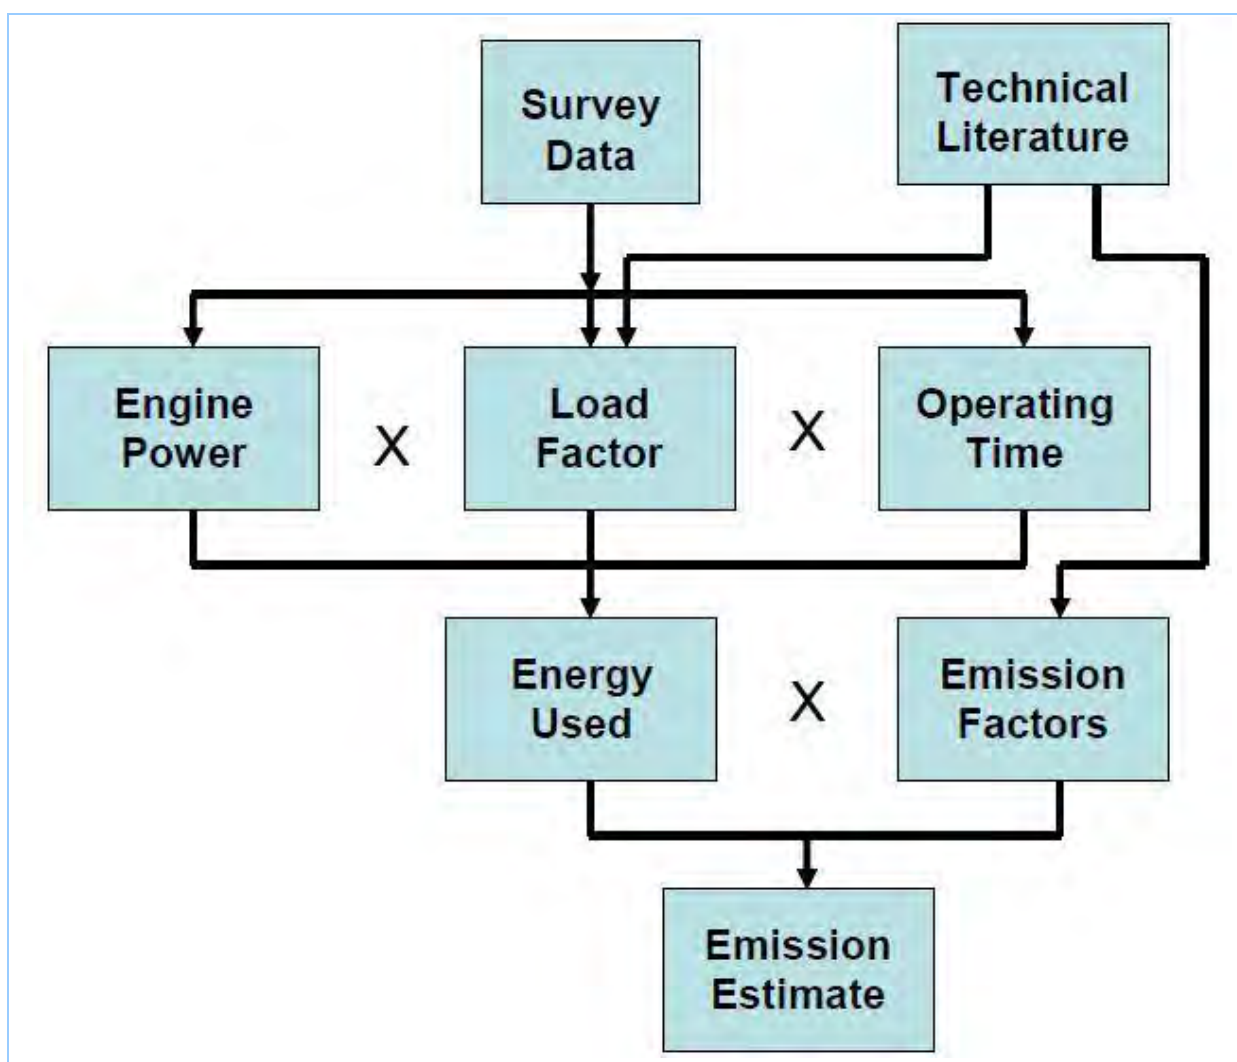 Survey
Data
Technical
Literature
Engine
Power
X
Load
Factor
X
Operating
Time
Energy
Used
X
Emission
Factors
Emission
Estimate